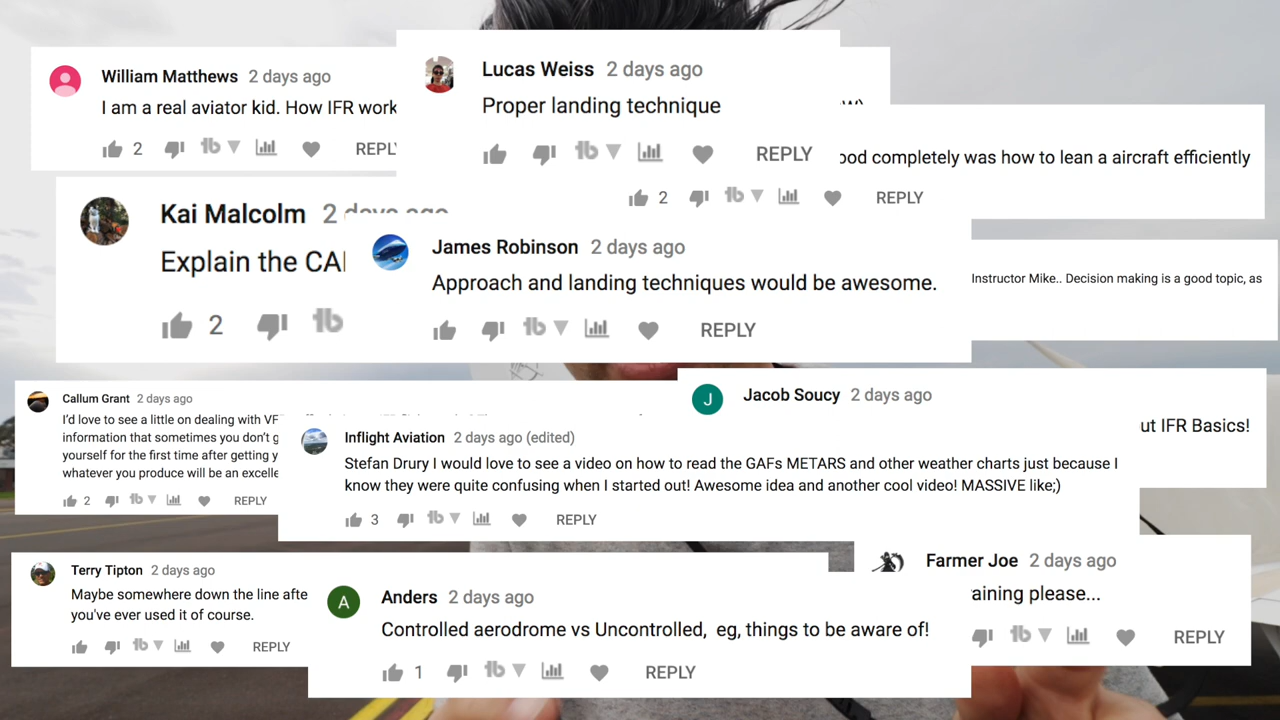 William Matthews 2 days ago
I am a real aviator kid. How IFR work
2 REPLY
Lucas Weiss 2 days ago
Proper landing technique
REPLY
completely was how to lean a aircraft efficiently
2 REPLY
Kai Malcolm 2 days ago
Explain the
2
James Robinson 2 days ago
Approach and landing techniques would be awesome.
REPLY
Instructor Mike.. Decision making is a good topic, as
Callum Grant 2 days ago
I'd love to see a little on dealing with
information that sometimes you don't
yourself for the first time after getting
whatever you produce will be an
2 REPLY
Inflight Aviation 2 days ago (edited)
Stefan Drury I would love to see a video on how to read the GAFs METARS and other weather charts just because I
know they were quite confusing when I started out! Awesome idea and another cool video! MASSIVE like;)
3 REPLY
Jacob Soucy 2 days ago
IFR Basics!
Terry Tipton 2 days ago
Maybe somewhere down the line
you've ever used it of course.
REPLY
Anders 2 days ago
A
Controlled aerodrome vs Uncontrolled, eg, things to be aware of!
1 REPLY
Farmer Joe 2 days ago
please...
REPLY